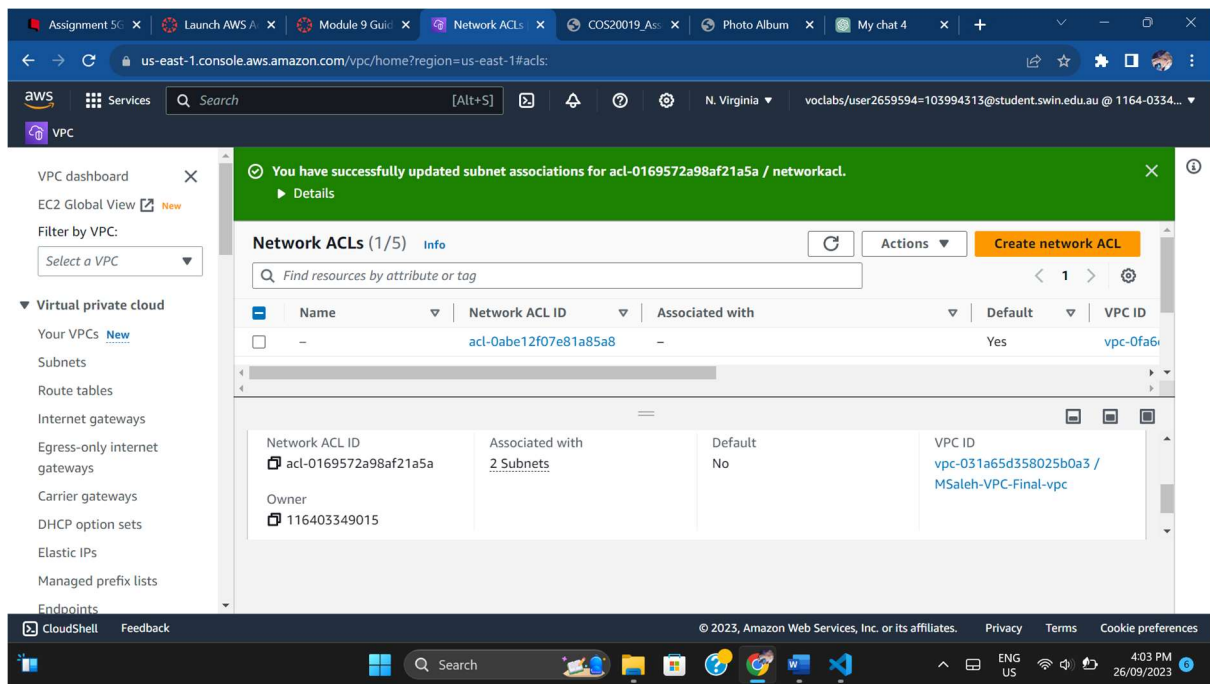 Assignment 5G
Launch AWS A
Module 9 Guid
Network ACLs
COS20019_Ass
Photo Album
My chat 4
us-east-1.console.aws.amazon.com/vpc/home?region=us-east-1#acls:
aws
Services
Search
[Alt+S]
N. Virginia
voclabs/user2659594=103994313@student.swin.edu.au @ 1164-0334...
VPC
VPC dashboard
EC2 Global View New
Filter by VPC:
Select a VPC
Virtual private cloud
Your VPCs New
Subnets
Route tables
Internet gateways
Egress-only internet
gateways
Carrier gateways
DHCP option sets
Elastic IPs
Managed prefix lists
Endpoints
You have successfully updated subnet associations for acl-0169572a98af21a5a / networkacl.
Details
Network ACLs (1/5) Info
Actions
Create network ACL
Find resources by attribute or tag
1
Name
Network ACL ID
Associated with
Default
VPC ID
–
acl-0abe12f07e81a85a8
–
Yes
vpc-0fa6
Network ACL ID
acl-0169572a98af21a5a
Associated with
2 Subnets
Default
No
VPC ID
vpc-031a65d358025b0a3 /
MSaleh-VPC-Final-vpc
Owner
116403349015
CloudShell
Feedback
© 2023, Amazon Web Services, Inc. or its affiliates.
Privacy
Terms
Cookie preferences
Search
ENG
US
4:03 PM
26/09/2023
6